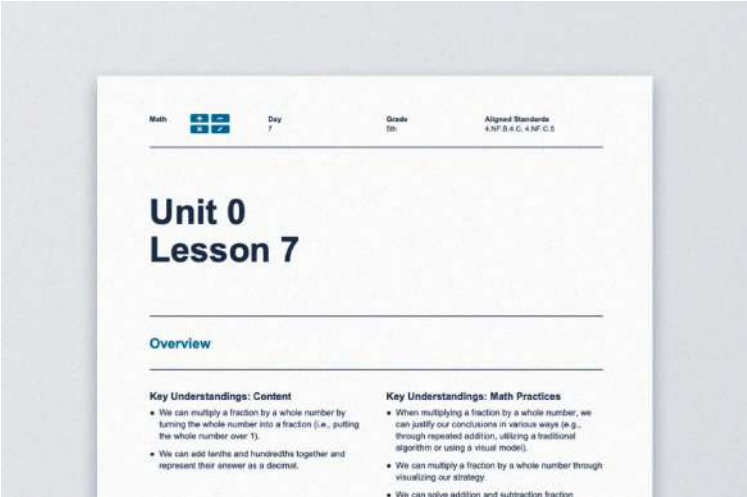 Math
Day
7
Grade
5th
Aligned Standards
4.NF.B.4.C, 4.NF.C.5
Unit 0
Lesson 7
Overview
Key Understandings: Content
• We can multiply a fraction by a whole number by
turning the whole number into a fraction (i.e., putting
the whole number over 1).
• We can add tenths and hundredths together and
represent their answer as a decimal.
Key Understandings: Math Practices
• When multiplying a fraction by a whole number, we
can justify our conclusions in various ways (e.g.,
through repeated addition, utilizing a traditional
algorithm or using a visual model).
• We can multiply a fraction by a whole number through
visualizing our strategy.
• We can solve addition and subtraction fraction